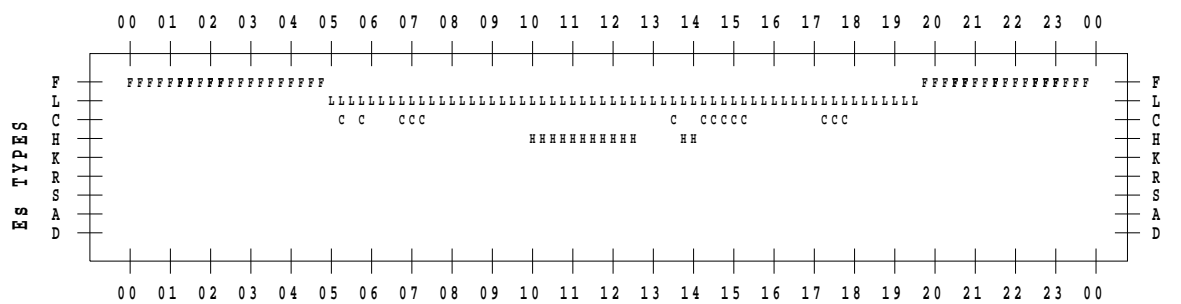 00 01 02 03 04 05 06 07 08 09 10 11 12 13 14 15 16 17 18 19 20 21 22 23 00
Es TYPES
F FFFFFFFFFFFFFFFFFFFF FFFFFFFFFFFFFFFFF F
L LLLLLLLLLLLLLLLLLLLLLLLLLLLLLLLLLLLLLLLLLLLLLLLLLLLLLLLLLLL L
C C C CCC C CCCCC CCC C
H HHHHHHHHHHH HH H
K K
R R
S S
A A
D D
00 01 02 03 04 05 06 07 08 09 10 11 12 13 14 15 16 17 18 19 20 21 22 23 00